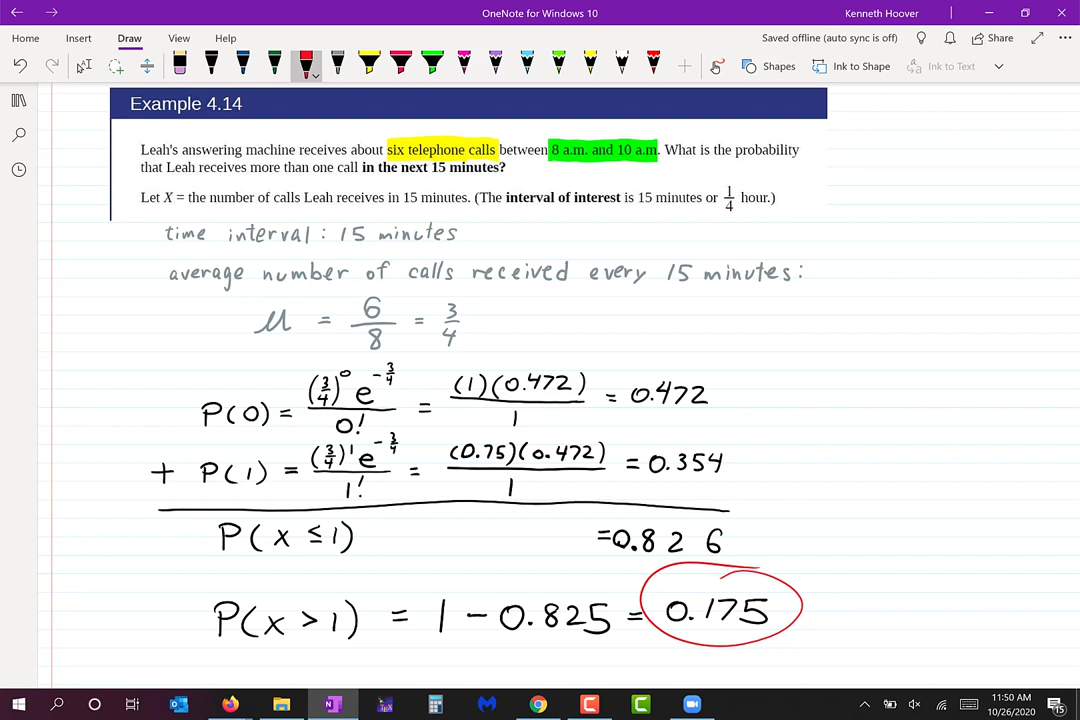 OneNote for Windows 10
Kenneth Hoover
Home Insert Draw View Help
Saved offline (auto sync is off)
Share
Shapes
Ink to Shape
Ink to Text
Example 4.14
Leah's answering machine receives about six telephone calls between 8 a.m. and 10 a.m. What is the probability
that Leah receives more than one call in the next 15 minutes?
Let X = the number of calls Leah receives in 15 minutes. (The interval of interest is 15 minutes or 1/4 hour.)
time interval: 15 minutes
average number of calls received every 15 minutes:
μ = 6/8 = 3/4
P(0) = (3/4)^0 e^(-3/4) / 0! = (1)(0.472) / 1 = 0.472
+ P(1) = (3/4)^1 e^(-3/4) / 1! = (0.75)(0.472) / 1 = 0.354
P(x ≤ 1) = 0.826
P(x > 1) = 1 - 0.825 = 0.175
11:50 AM
10/26/2020
15